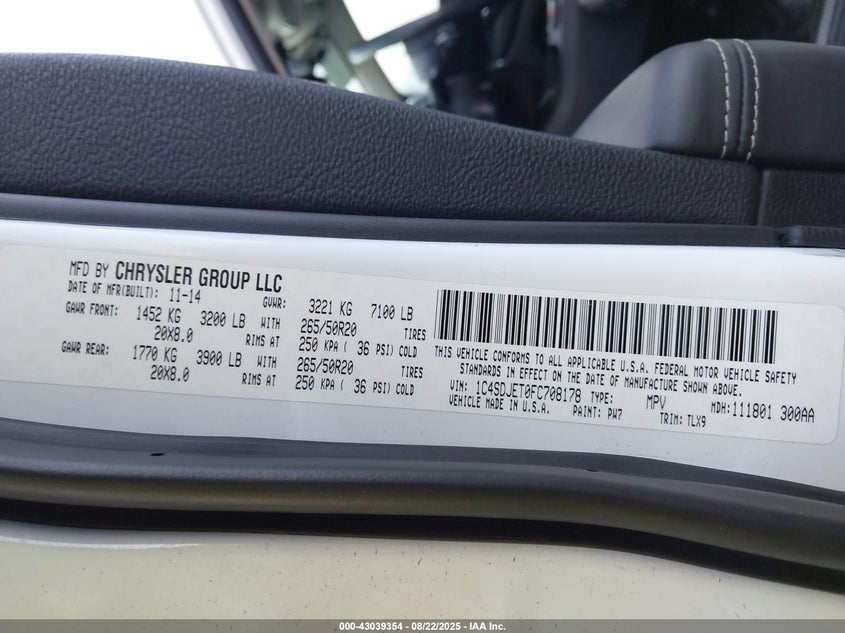 MFD BY CHRYSLER GROUP LLC
DATE OF MFR(BUILT): 11-14 GVWR: 3221 KG 7100 LB
GAWR FRONT: 1452 KG 3200 LB WITH 265/50R20 TIRES
20X8.0 RIMS AT 250 KPA ( 36 PSI) COLD
GAWR REAR: 1770 KG 3900 LB WITH 265/50R20 TIRES
20X8.0 RIMS AT 250 KPA ( 36 PSI) COLD
THIS VEHICLE CONFORMS TO ALL APPLICABLE U.S.A. FEDERAL MOTOR VEHICLE SAFETY
STANDARDS IN EFFECT ON THE DATE OF MANUFACTURE SHOWN ABOVE.
VIN: 1C4SDJET0FC708178 TYPE: MPV MDH: 111801 300AA
VEHICLE MADE IN U.S.A. PAINT: PW7 TRIM: TLX9
000-43039354 - 08/22/2025 - IAA Inc.